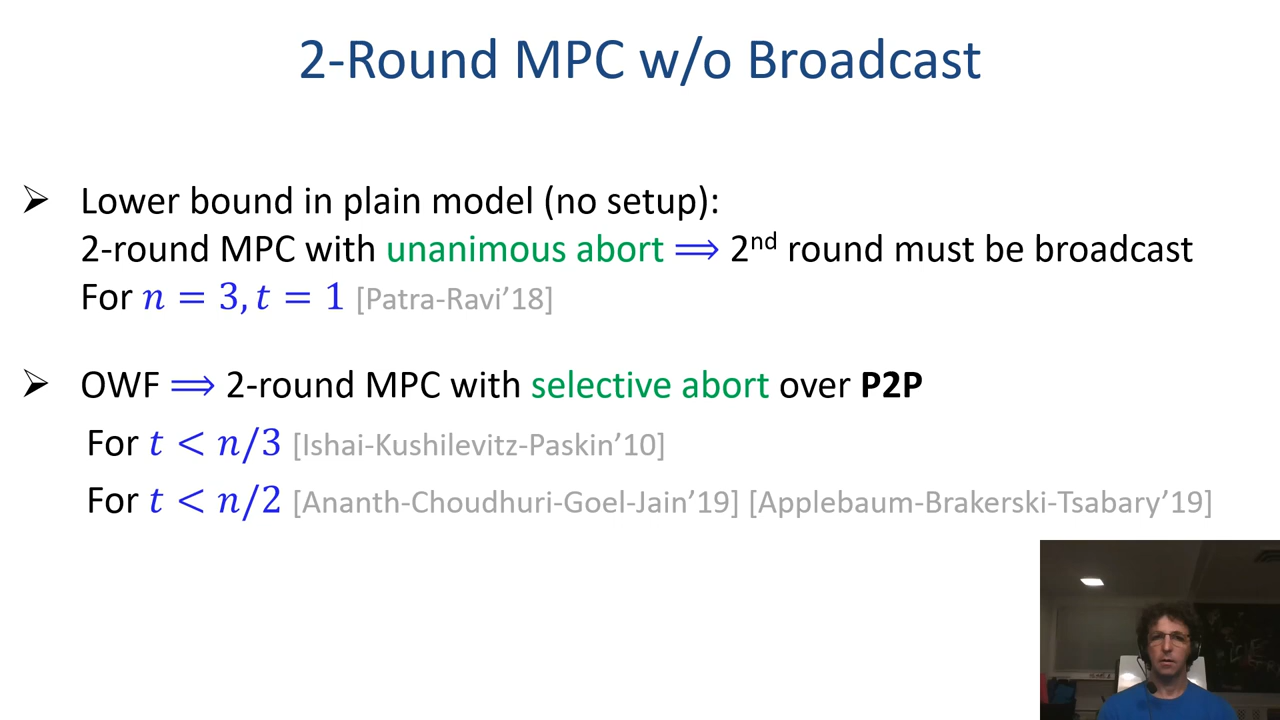 2-Round MPC w/o Broadcast
➢ Lower bound in plain model (no setup):
2-round MPC with unanimous abort ⟹ 2nd round must be broadcast
For n = 3, t = 1 [Patra-Ravi’18]
➢ OWF ⟹ 2-round MPC with selective abort over P2P
For t < n/3 [Ishai-Kushilevitz-Paskin’10]
For t < n/2 [Ananth-Choudhuri-Goel-Jain’19] [Applebaum-Brakerski-Tsabary’19]